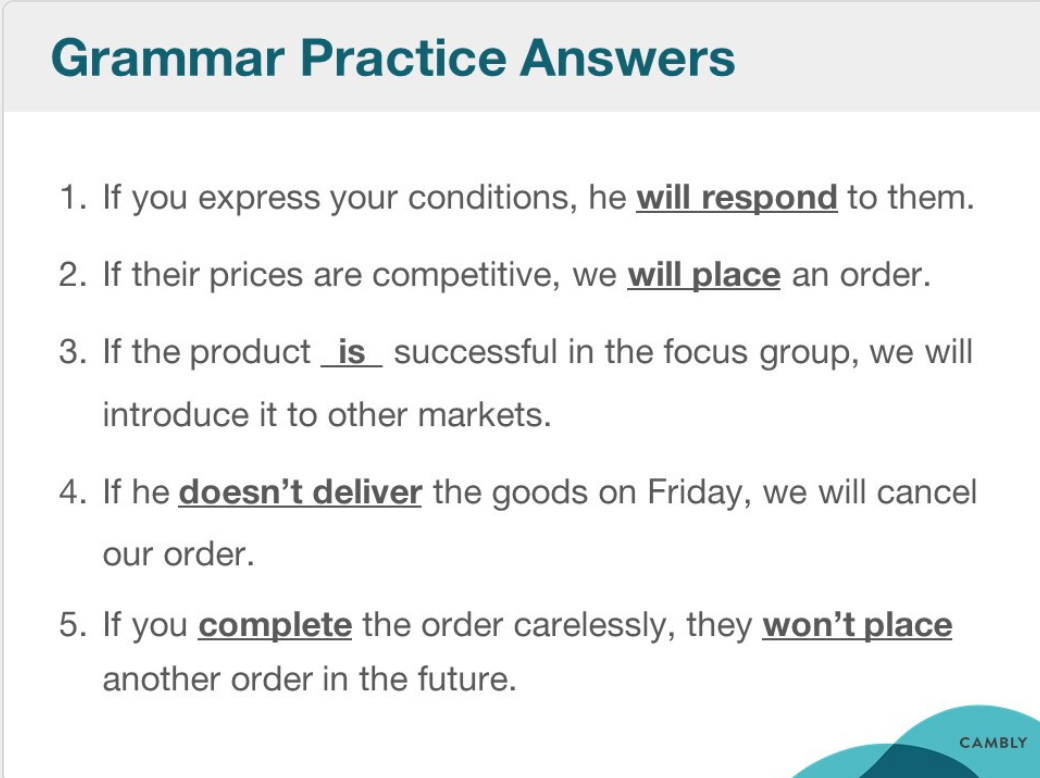 Grammar Practice Answers
1. If you express your conditions, he will respond to them.
2. If their prices are competitive, we will place an order.
3. If the product is successful in the focus group, we will
introduce it to other markets.
4. If he doesn’t deliver the goods on Friday, we will cancel
our order.
5. If you complete the order carelessly, they won’t place
another order in the future.
CAMBLY